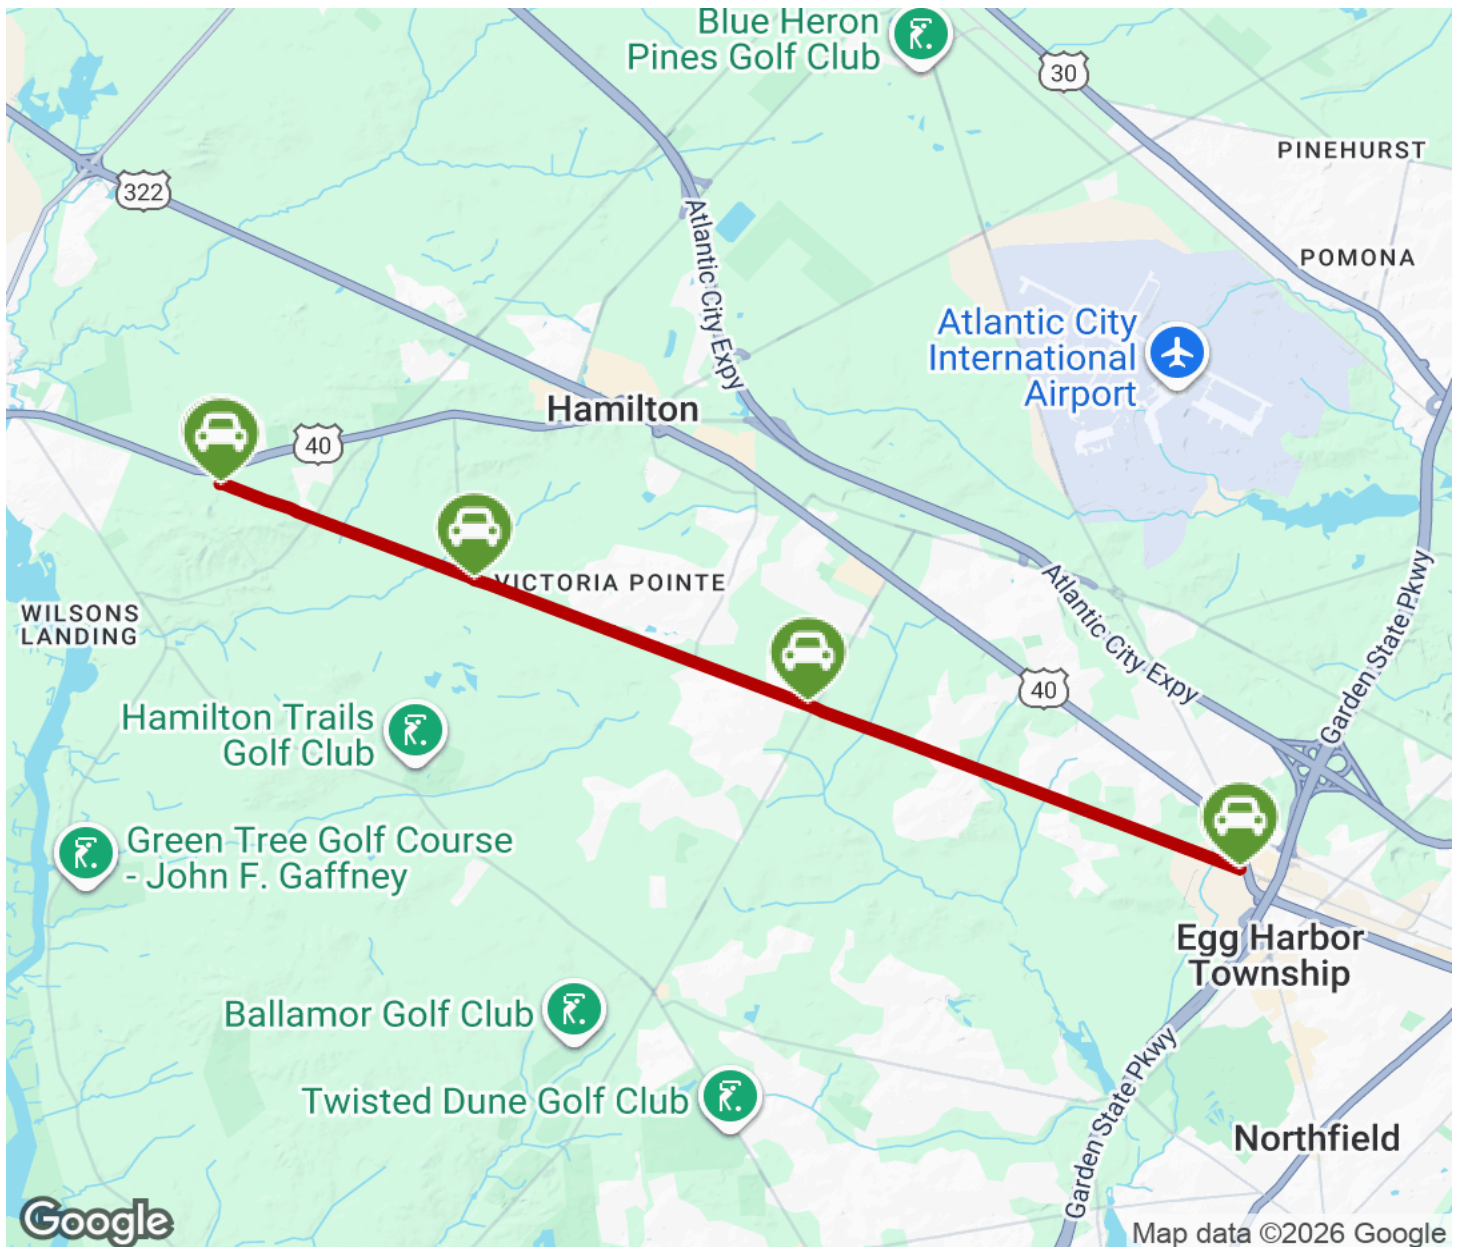 Blue Heron
Pines Golf Club
30
PINEHURST
322
Atlantic City Expy
POMONA
Atlantic City
International
Airport
Hamilton
40
VICTORIA POINTE
WILSONS
LANDING
Atlantic City Expy
Garden State Pkwy
40
Hamilton Trails
Golf Club
Green Tree Golf Course
- John F. Gaffney
Egg Harbor
Township
Ballamor Golf Club
Twisted Dune Golf Club
Garden State Pkwy
Northfield
Google
Map data ©2026 Google